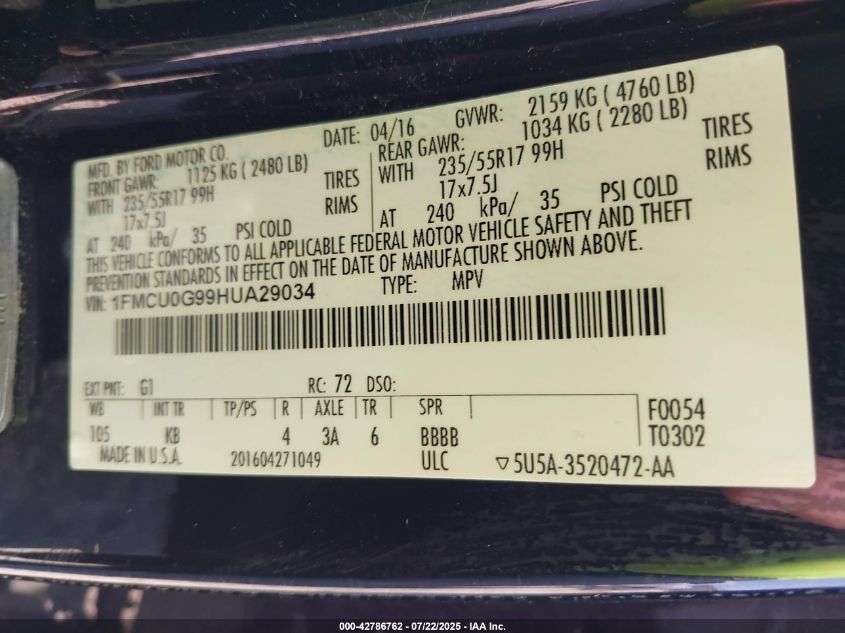 MFD. BY FORD MOTOR CO.
DATE: 04/16 GVWR: 2159 KG ( 4760 LB)
FRONT GAWR: 1125 KG ( 2480 LB)
REAR GAWR: 1034 KG ( 2280 LB)
WITH 235/55R17 99H TIRES
WITH 235/55R17 99H TIRES
17x7.5J RIMS
17x7.5J RIMS
AT 240 kPa/ 35 PSI COLD
AT 240 kPa/ 35 PSI COLD
THIS VEHICLE CONFORMS TO ALL APPLICABLE FEDERAL MOTOR VEHICLE SAFETY AND THEFT
PREVENTION STANDARDS IN EFFECT ON THE DATE OF MANUFACTURE SHOWN ABOVE.
VIN: 1FMCU0G99HUA29034 TYPE: MPV
EXT PNT: G1 RC: 72 DSO:
WB INT TR TP/PS R AXLE TR SPR F0054
105 KB 4 3A 6 BBBB T0302
MADE IN U.S.A. 201604271049 ULC ▽5U5A-3520472-AA
000-42786762 - 07/22/2025 - IAA Inc.